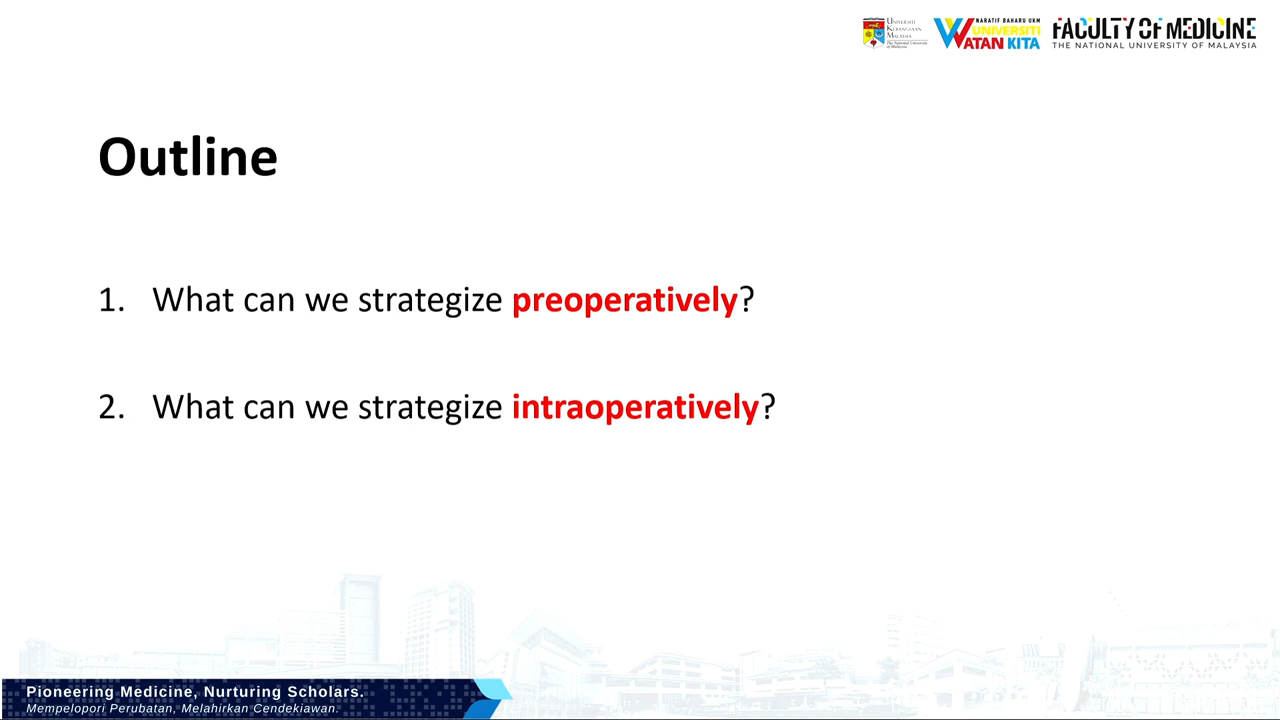 UNIVERSITI
KEBANGSAAN
MALAYSIA
The National University
of Malaysia
NARATIF BAHARU UKM
UNIVERSITI
WATAN KITA
FACULTY OF MEDICINE
THE NATIONAL UNIVERSITY OF MALAYSIA
Outline
1. What can we strategize preoperatively?
2. What can we strategize intraoperatively?
Pioneering Medicine, Nurturing Scholars.
Mempelopori Perubatan, Melahirkan Cendekiawan.